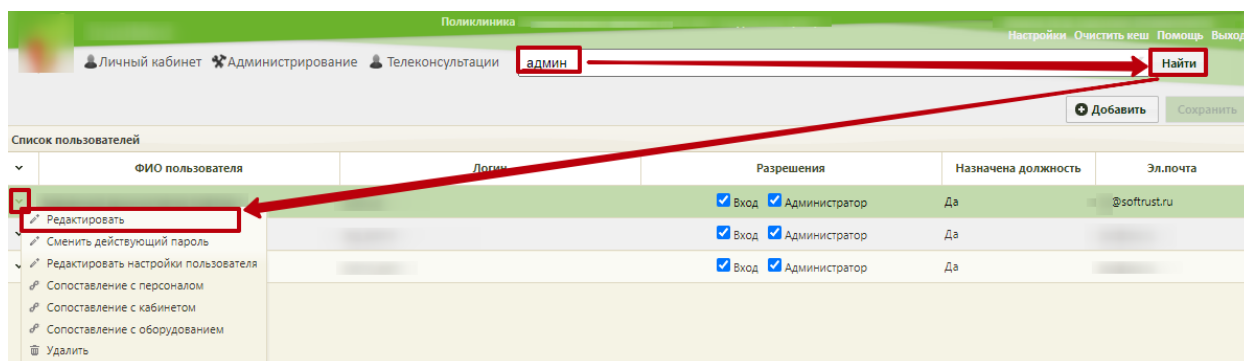 Поликлиника
Настройки Очистить кеш Помощь Выход
Личный кабинет Администрирование Телеконсультации админ Найти
Добавить Сохранить
Список пользователей
ФИО пользователя Логин Разрешения Назначена должность Эл.почта
Вход Администратор Да @softrust.ru
Редактировать
Сменить действующий пароль Вход Администратор Да
Редактировать настройки пользователя Вход Администратор Да
Сопоставление с персоналом
Сопоставление с кабинетом
Сопоставление с оборудованием
Удалить